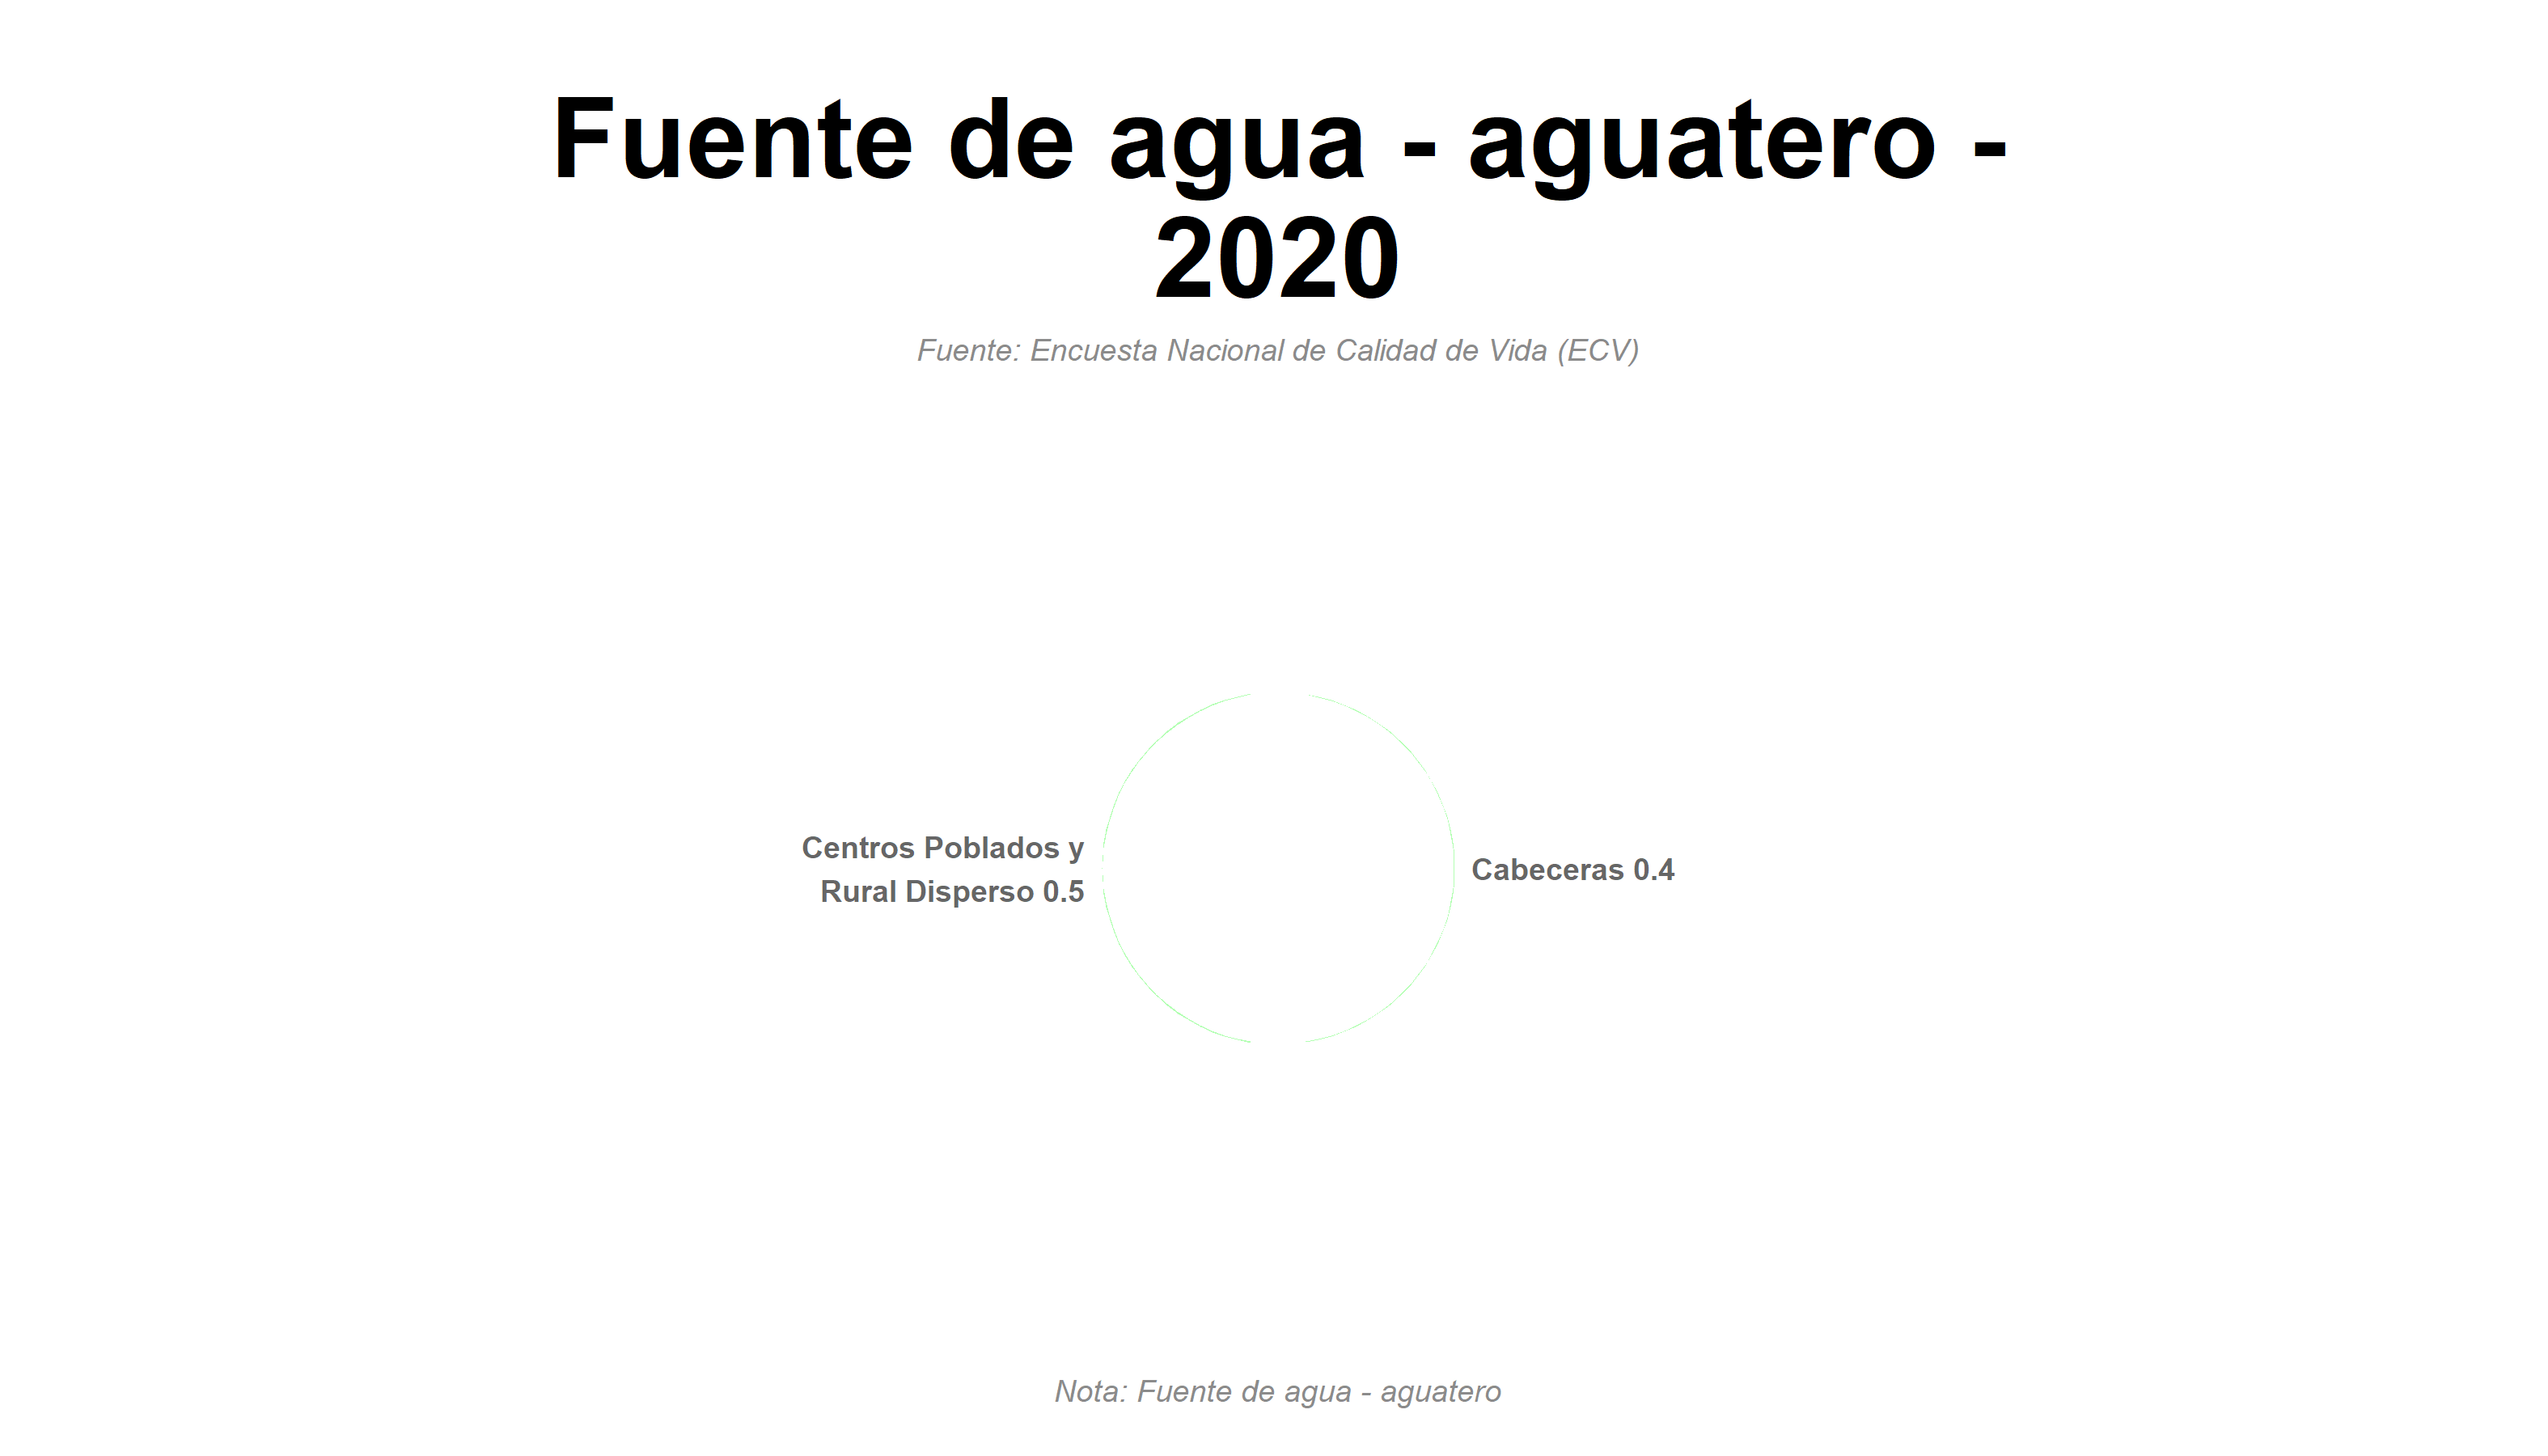 Fuente de agua - aguatero -
2020
Fuente: Encuesta Nacional de Calidad de Vida (ECV)
Centros Poblados y
Rural Disperso 0.5
Cabeceras 0.4
Nota: Fuente de agua - aguatero